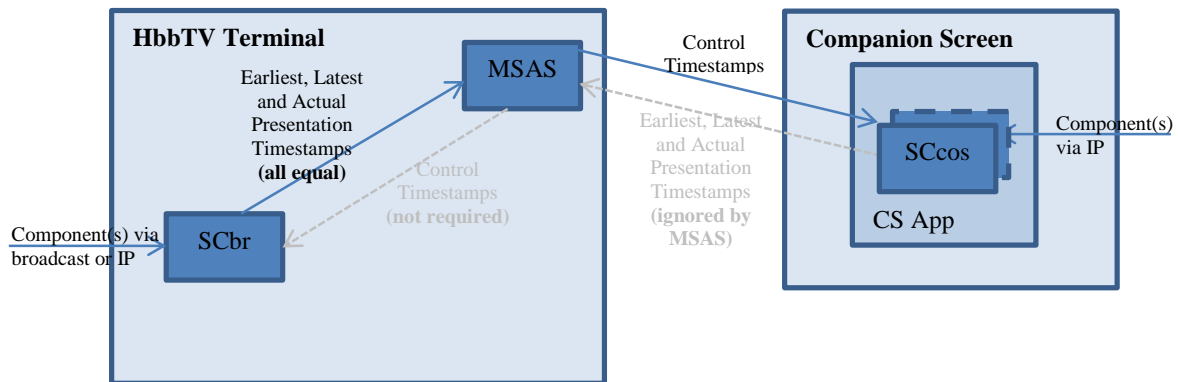 HbbTV Terminal
MSAS
Earliest, Latest
and Actual
Presentation
Timestamps
(all equal)
Control
Timestamps
(not required)
SCbr
Component(s) via
broadcast or IP
Control
Timestamps
Earliest, Latest
and Actual
Presentation
Timestamps
(ignored by
MSAS)
Companion Screen
SCcos
CS App
Component(s)
via IP